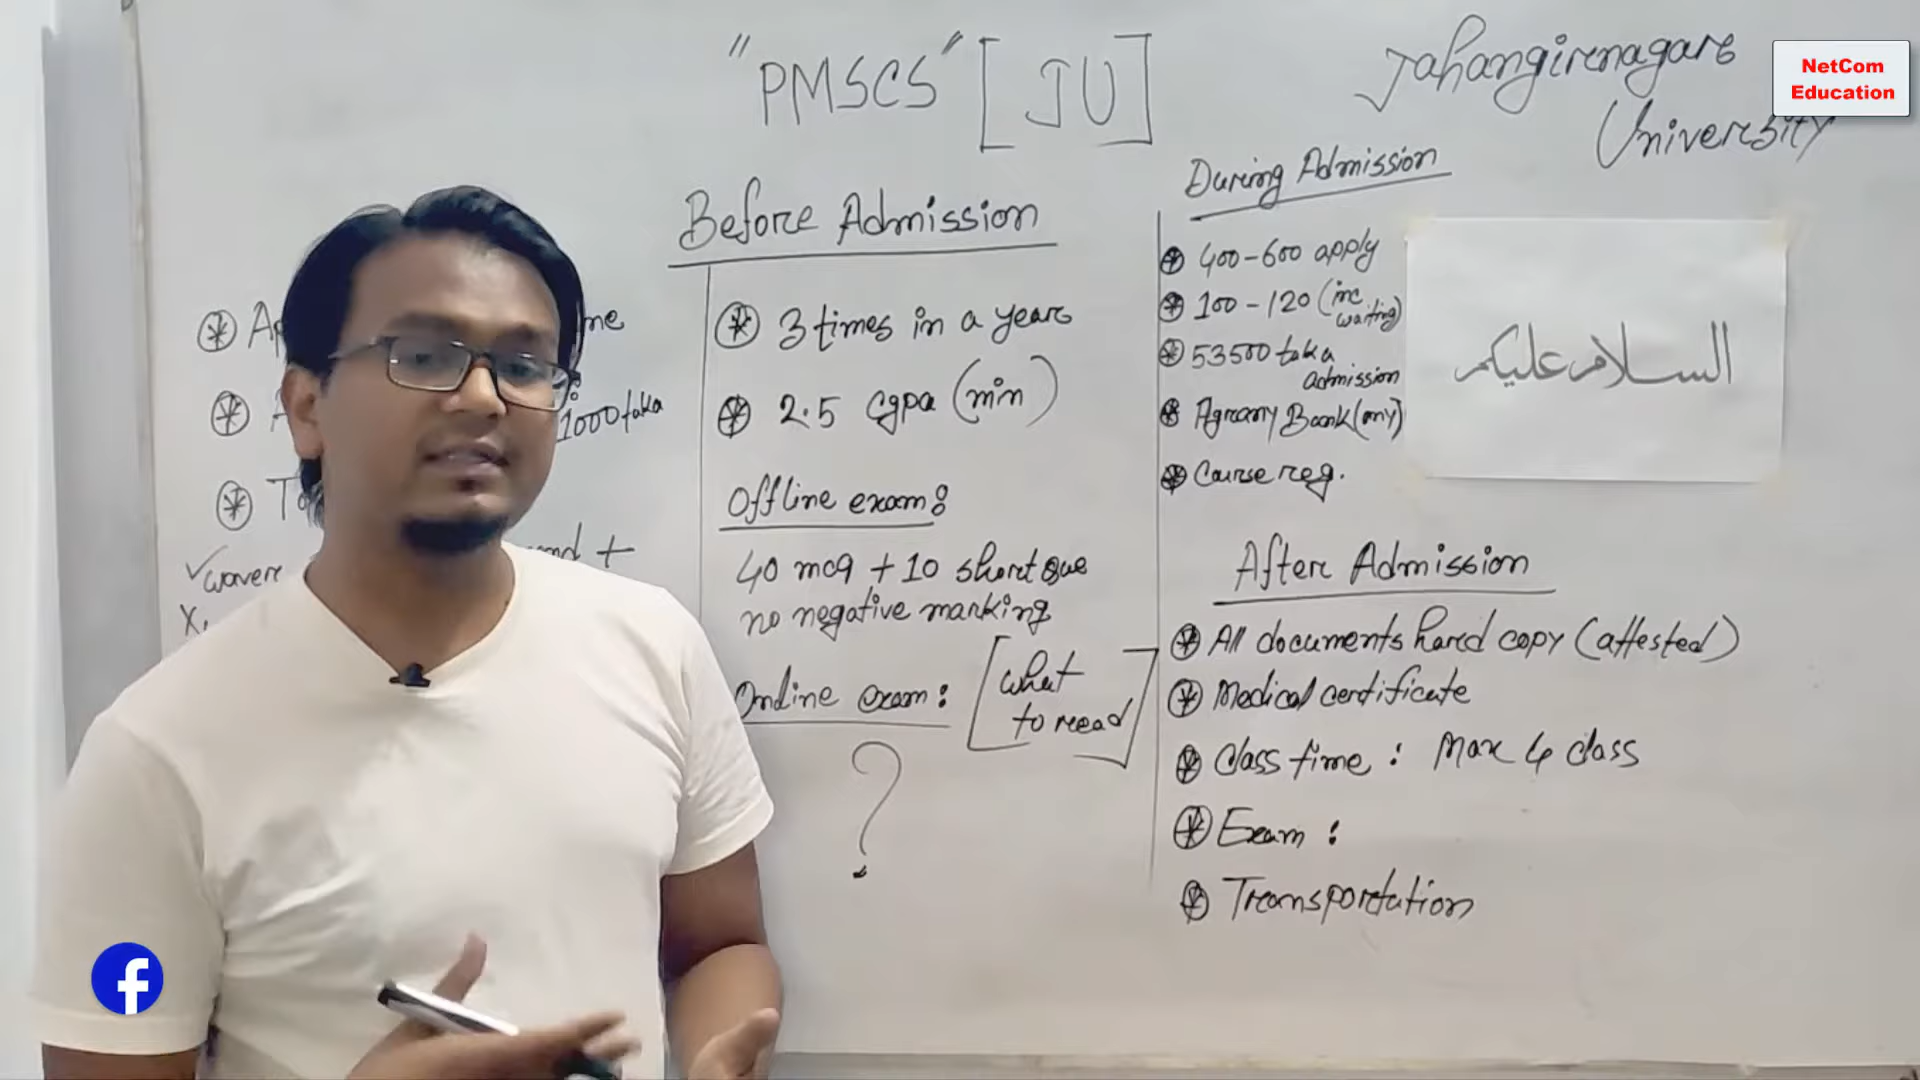 "PMSCS" [JU]
Jahangirnagar
University
NetCom
Education
me
1000 taka
+
✓waver
X
Before Admission
⊛ 3 times in a year
⊛ 2.5 cgpa (min)
Offline exam:
40 mcq + 10 short que
no negative marking
Online exam:
[what
to read]
?
During Admission
⊛ 400-600 apply
⊛ 100-120 (inc
waiting)
⊛ 53500 taka
admission
⊛ Agrany Bank (any)
⊛ Course reg.
السلام عليكم
After Admission
⊛ All documents hard copy (attested)
⊛ Medical certificate
⊛ Class time: Max 4 class
⊛ Exam:
⊛ Transportation